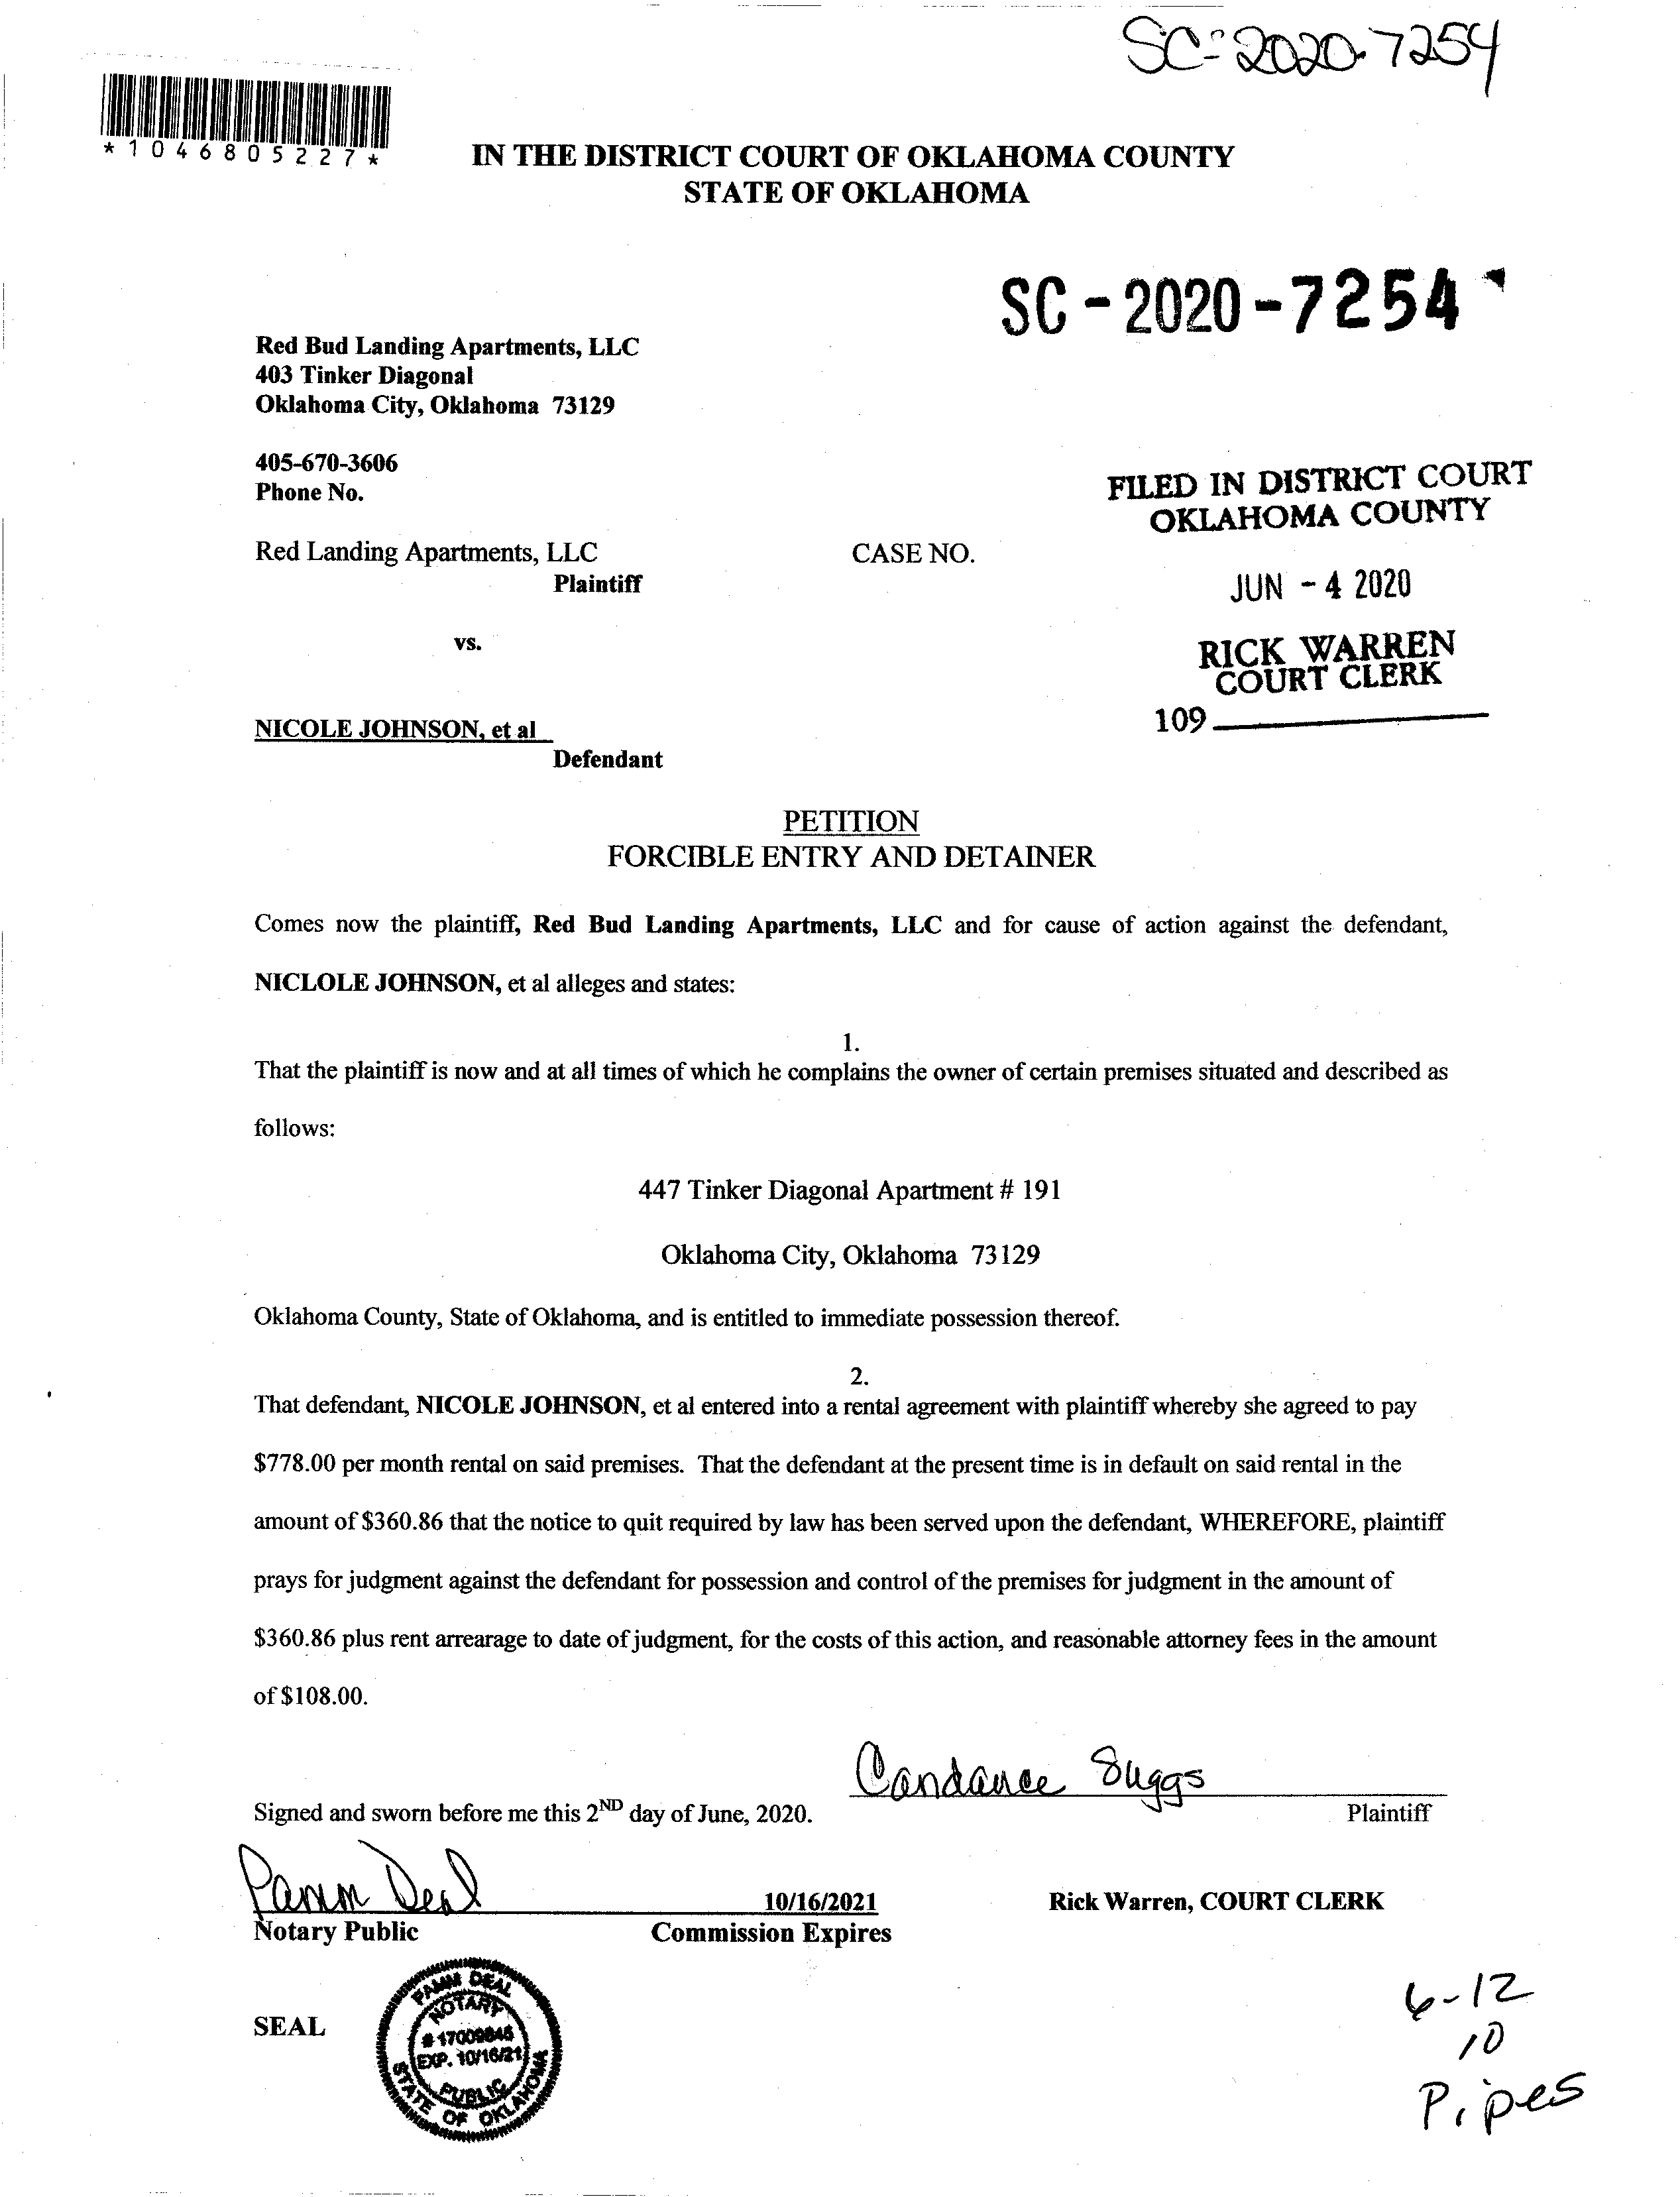 SC-2020-7254
*1046805227*
IN THE DISTRICT COURT OF OKLAHOMA COUNTY
STATE OF OKLAHOMA
SC-2020-7254
Red Bud Landing Apartments, LLC
403 Tinker Diagonal
Oklahoma City, Oklahoma 73129
405-670-3606
Phone No.
FILED IN DISTRICT COURT
OKLAHOMA COUNTY
Red Landing Apartments, LLC
CASE NO.
Plaintiff
JUN - 4 2020
vs.
RICK WARREN
COURT CLERK
109
NICOLE JOHNSON, et al
Defendant
PETITION
FORCIBLE ENTRY AND DETAINER
Comes now the plaintiff, Red Bud Landing Apartments, LLC and for cause of action against the defendant,
NICLOLE JOHNSON, et al alleges and states:
1.
That the plaintiff is now and at all times of which he complains the owner of certain premises situated and described as
follows:
447 Tinker Diagonal Apartment # 191
Oklahoma City, Oklahoma 73129
Oklahoma County, State of Oklahoma, and is entitled to immediate possession thereof.
2.
That defendant, NICOLE JOHNSON, et al entered into a rental agreement with plaintiff whereby she agreed to pay
$778.00 per month rental on said premises. That the defendant at the present time is in default on said rental in the
amount of $360.86 that the notice to quit required by law has been served upon the defendant, WHEREFORE, plaintiff
prays for judgment against the defendant for possession and control of the premises for judgment in the amount of
$360.86 plus rent arrearage to date of judgment, for the costs of this action, and reasonable attorney fees in the amount
of $108.00.
Candance Suggs
Signed and sworn before me this 2ND day of June, 2020.
Plaintiff
Pamm Deal
10/16/2021
Rick Warren, COURT CLERK
Notary Public
Commission Expires
SEAL
PAMM DEAL
NOTARY
# 17009845
EXP. 10/16/21
PUBLIC
STATE OF OKLAHOMA
6-12
10
Pipes